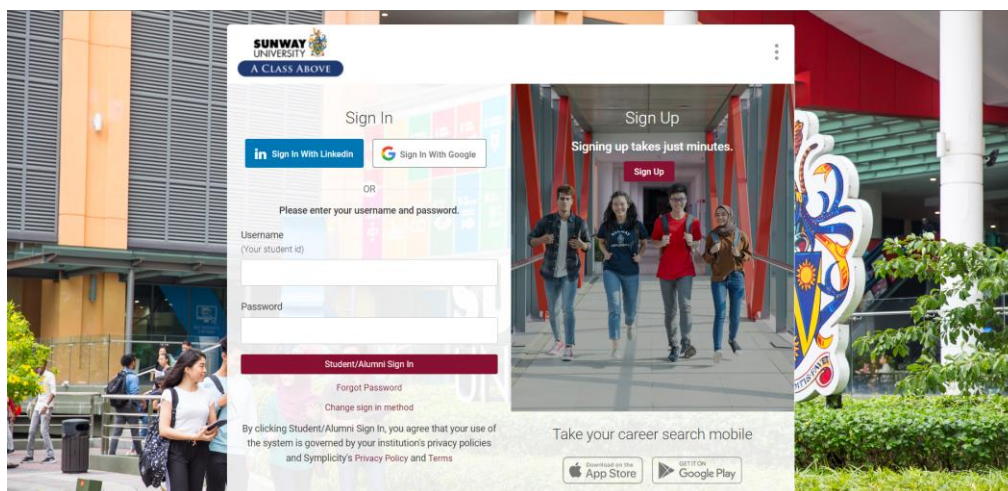 SUNWAY
UNIVERSITY
A CLASS ABOVE
Sign In
in Sign In With Linkedin
G Sign In With Google
OR
Please enter your username and password.
Username
(Your student id)
Password
Student/Alumni Sign In
Forgot Password
Change sign in method
By clicking Student/Alumni Sign In, you agree that your use of
the system is governed by your institution's privacy policies
and Symplicity's Privacy Policy and Terms
Sign Up
Signing up takes just minutes.
Sign Up
Take your career search mobile
Download on the
App Store
GET IT ON
Google Play